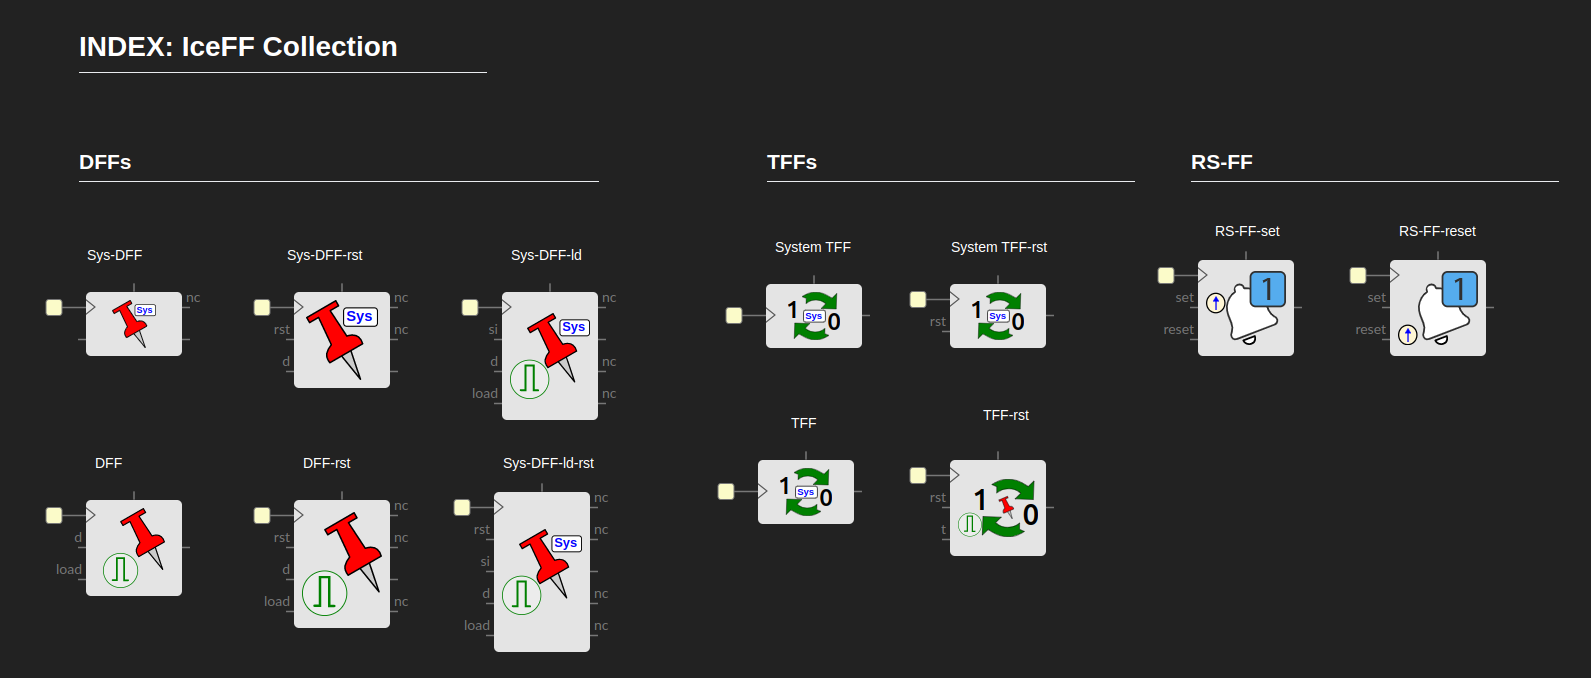 INDEX: IceFF Collection
DFFs
TFFs
RS-FF
Sys-DFF
Sys
nc
Sys-DFF-rst
Sys
rst
d
nc
nc
Sys-DFF-ld
Sys
si
d
load
nc
nc
nc
nc
System TFF
1
Sys
0
System TFF-rst
rst
1
Sys
0
RS-FF-set
set
reset
1
RS-FF-reset
set
reset
1
DFF
d
load
DFF-rst
rst
d
load
nc
nc
nc
Sys-DFF-ld-rst
Sys
rst
si
d
load
nc
nc
nc
nc
TFF
1
Sys
0
TFF-rst
rst
t
1
0